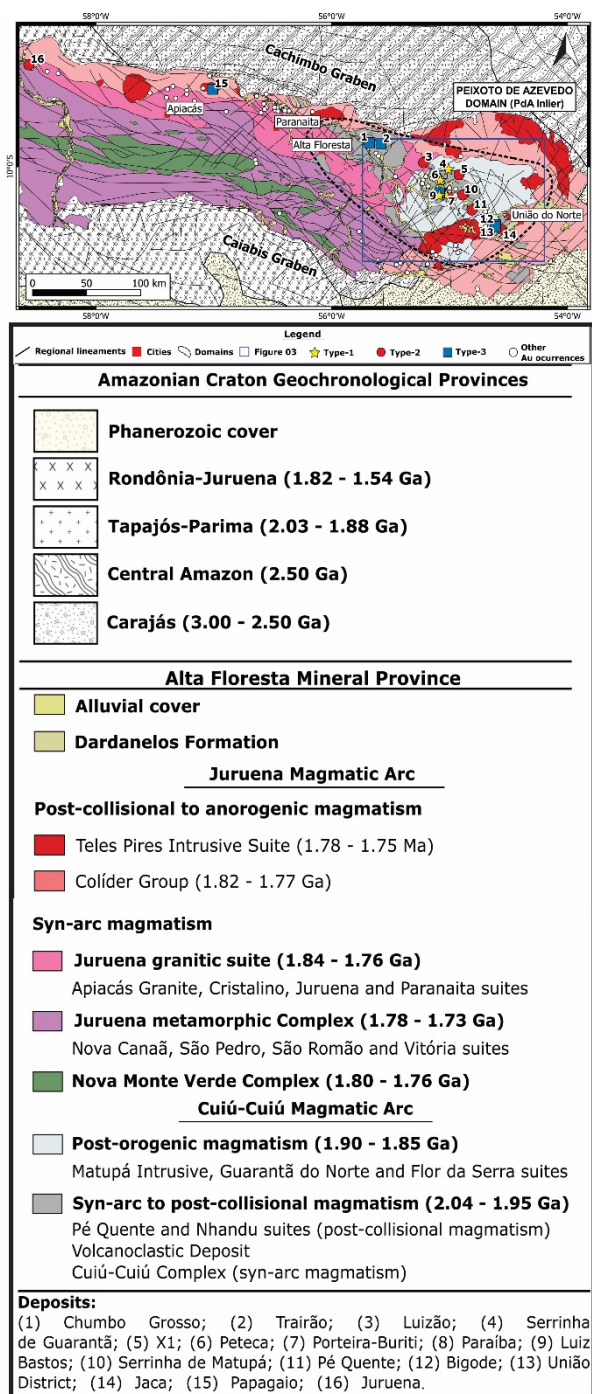 58°0'W 56°0'W 54°0'W
Cachimbo Graben
16
15
PEIXOTO DE AZEVEDO
DOMAIN (PdA Inlier)
Apiacás
Paranaita
1 2
Alta Floresta
3 4
5
6
10°0'S
10°0'S
10
9 7
11
12
União do Norte
13 14
Caiabis Graben
0 50 100 km
58°0'W 56°0'W 54°0'W
Legend
Regional lineaments Cities Domains Figure 03 Type-1 Type-2 Type-3 Other
Au ocurrences
Amazonian Craton Geochronological Provinces
Phanerozoic cover
Rondônia-Juruena (1.82 - 1.54 Ga)
Tapajós-Parima (2.03 - 1.88 Ga)
Central Amazon (2.50 Ga)
Carajás (3.00 - 2.50 Ga)
Alta Floresta Mineral Province
Alluvial cover
Dardanelos Formation
Juruena Magmatic Arc
Post-collisional to anorogenic magmatism
Teles Pires Intrusive Suite (1.78 - 1.75 Ma)
Colíder Group (1.82 - 1.77 Ga)
Syn-arc magmatism
Juruena granitic suite (1.84 - 1.76 Ga)
Apiacás Granite, Cristalino, Juruena and Paranaita suites
Juruena metamorphic Complex (1.78 - 1.73 Ga)
Nova Canaã, São Pedro, São Romão and Vitória suites
Nova Monte Verde Complex (1.80 - 1.76 Ga)
Cuiú-Cuiú Magmatic Arc
Post-orogenic magmatism (1.90 - 1.85 Ga)
Matupá Intrusive, Guarantã do Norte and Flor da Serra suites
Syn-arc to post-collisional magmatism (2.04 - 1.95 Ga)
Pé Quente and Nhandu suites (post-collisional magmatism)
Volcanoclastic Deposit
Cuiú-Cuiú Complex (syn-arc magmatism)
Deposits:
(1) Chumbo Grosso; (2) Trairão; (3) Luizão; (4) Serrinha
de Guarantã; (5) X1; (6) Peteca; (7) Porteira-Buriti; (8) Paraíba; (9) Luiz
Bastos; (10) Serrinha de Matupá; (11) Pé Quente; (12) Bigode; (13) União
District; (14) Jaca; (15) Papagaio; (16) Juruena.